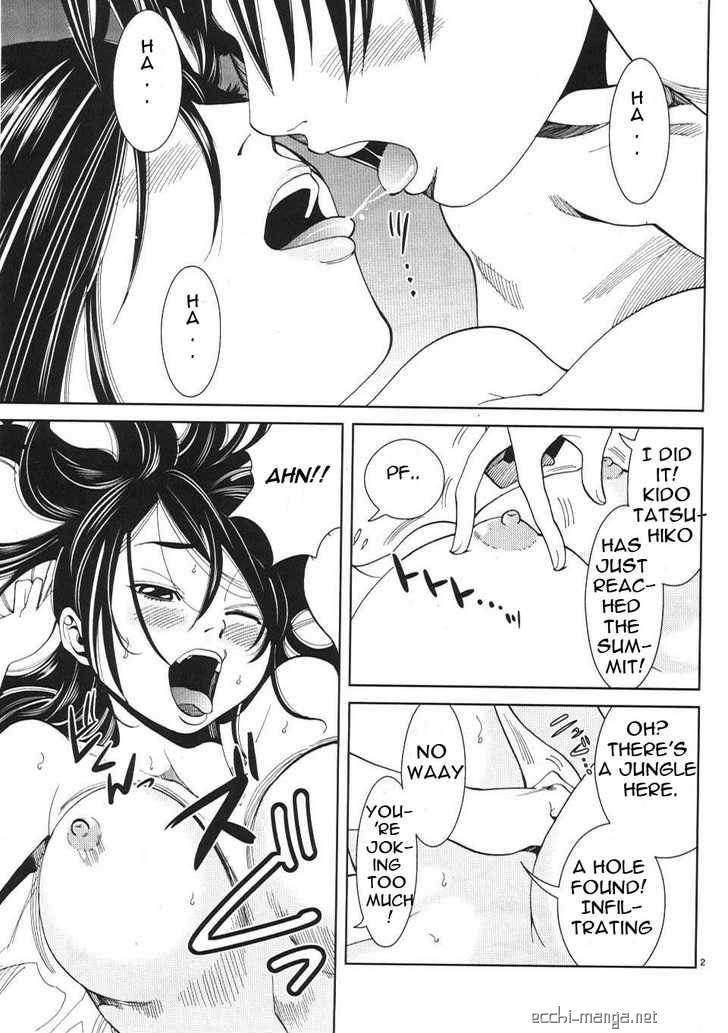 HA..
HA..
HA..
I DID
IT!
KIDO
TATSU-
HIKO
HAS
JUST
REAC-
HED
THE
SUM-
MIT!
PF..
OH?
THERE'S
A JUNGLE
HERE.
A HOLE
FOUND!
INFIL-
TRATING
NO
WAAY
YOU-
'RE
JOK-
ING
TOO
MUCH
!
AHN!!
2
ecchi-manga.net